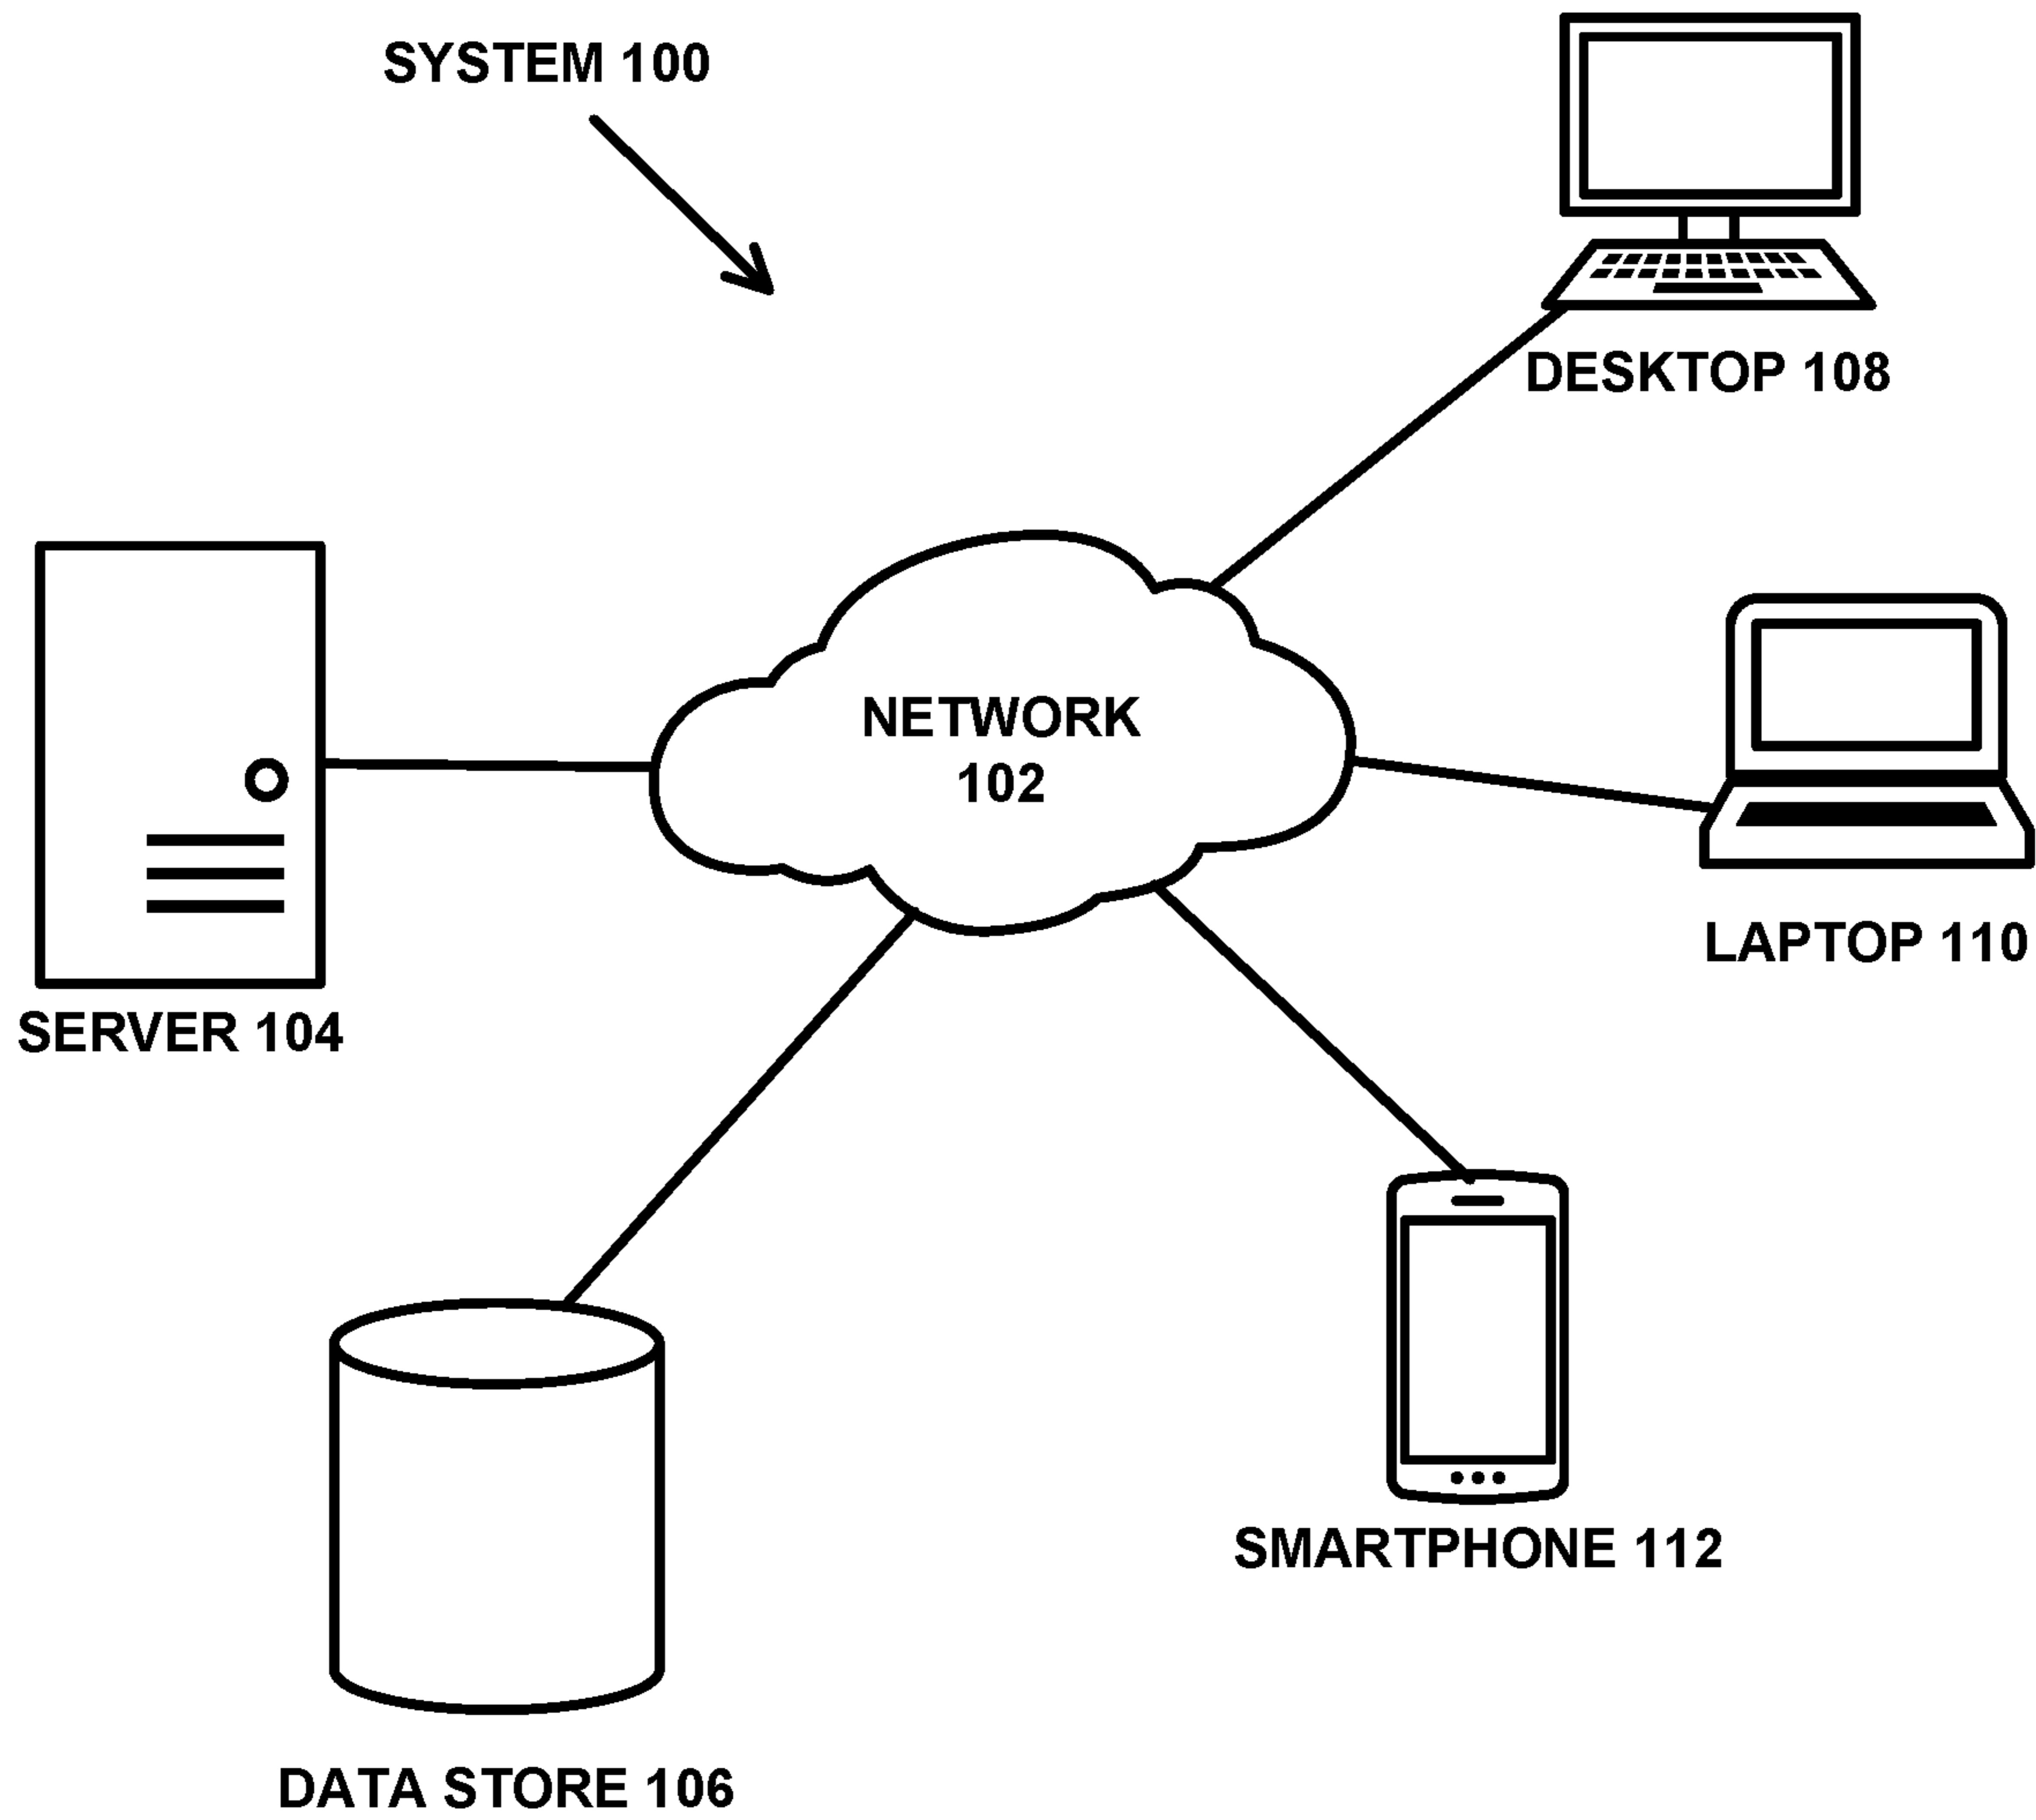 SYSTEM 100
DESKTOP 108
NETWORK
102
LAPTOP 110
SERVER 104
SMARTPHONE 112
DATA STORE 106